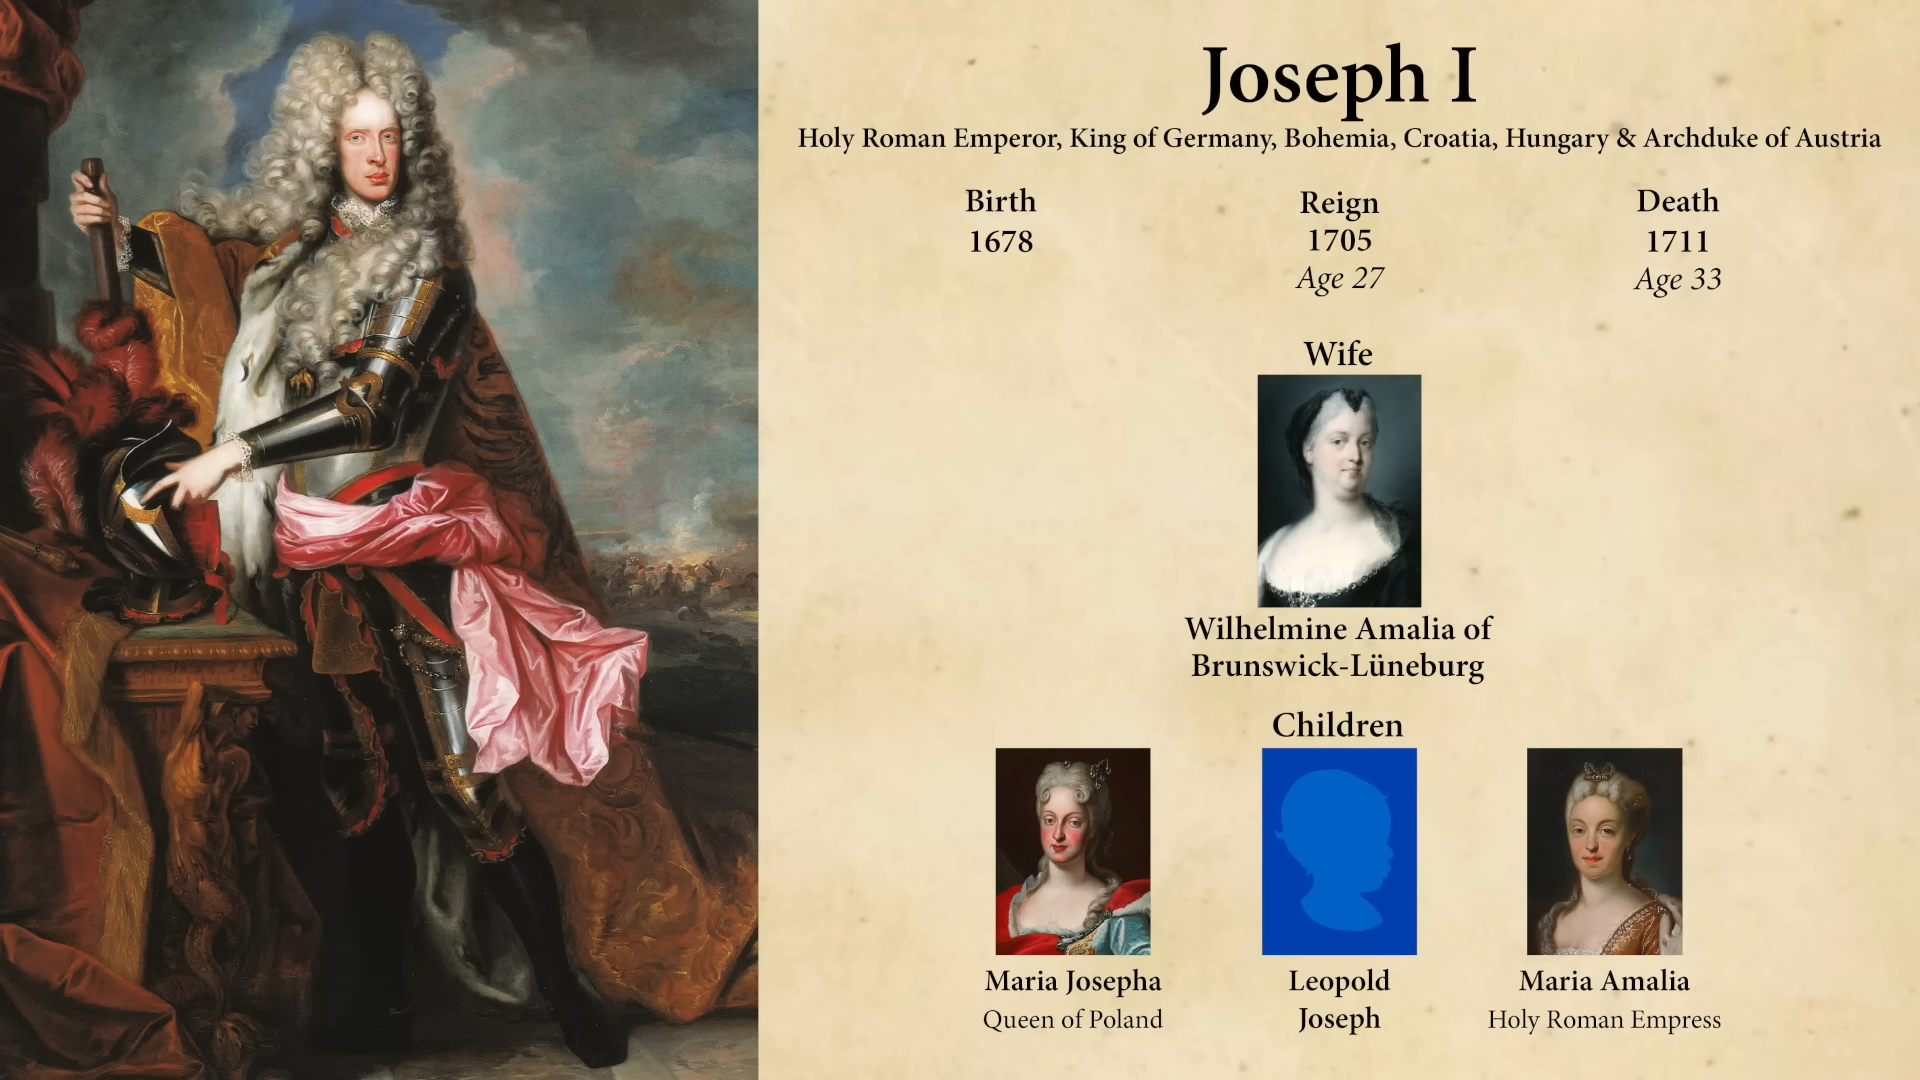 Joseph I
Holy Roman Emperor, King of Germany, Bohemia, Croatia, Hungary & Archduke of Austria
Birth
1678
Reign
1705
Age 27
Death
1711
Age 33
Wife
Wilhelmine Amalia of
Brunswick-Lüneburg
Children
Maria Josepha
Queen of Poland
Leopold
Joseph
Maria Amalia
Holy Roman Empress